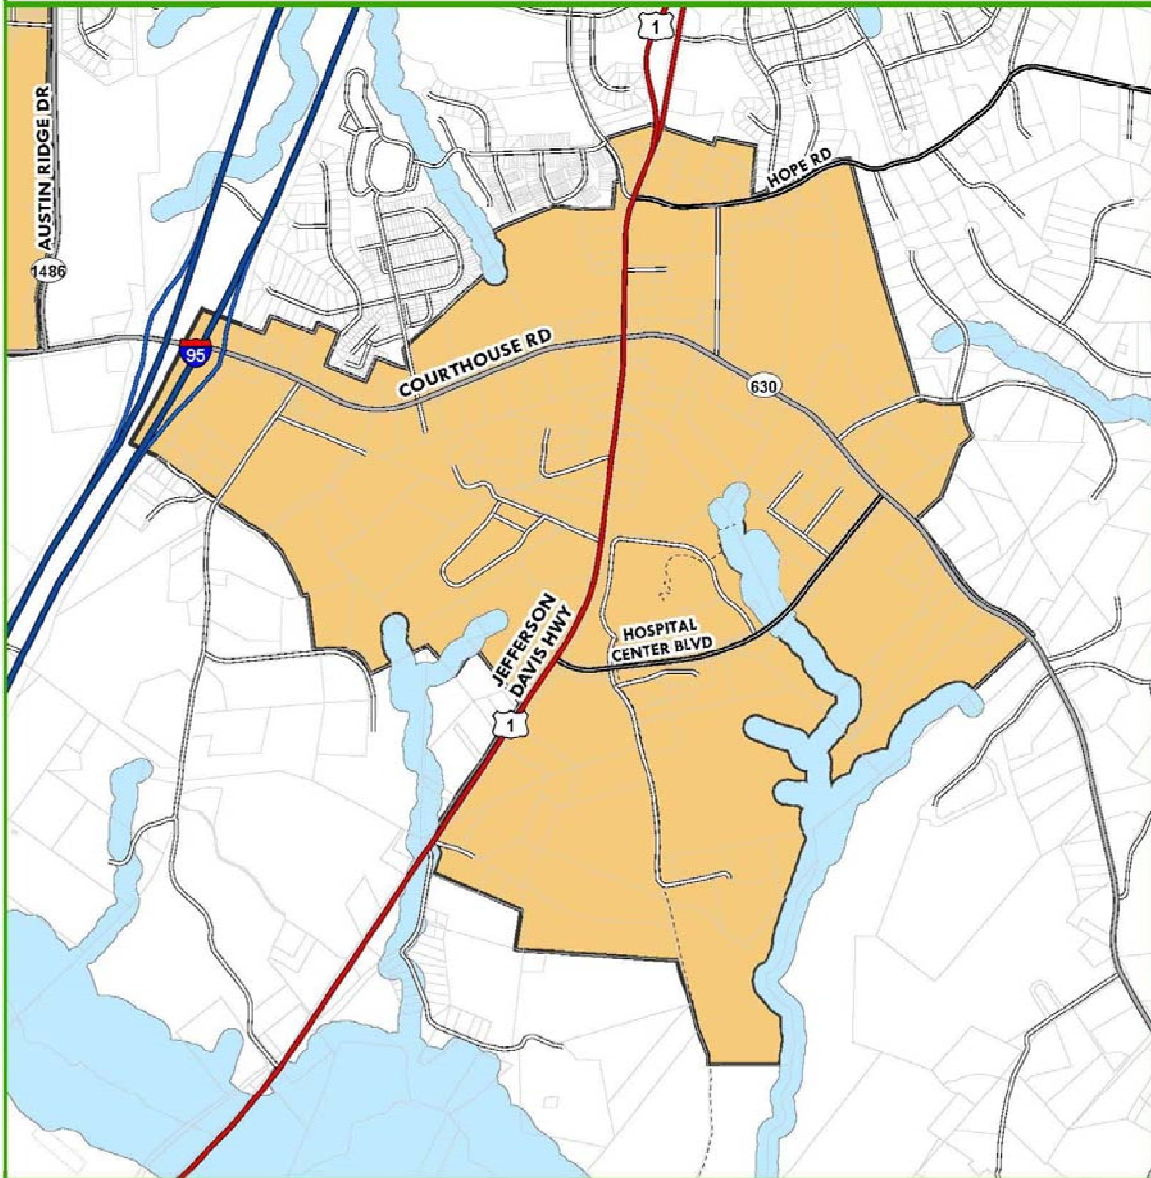 1
AUSTIN RIDGE DR
HOPE RD
1486
95
COURTHOUSE RD
630
JEFFERSON
DAVIS HWY
HOSPITAL
CENTER BLVD
1